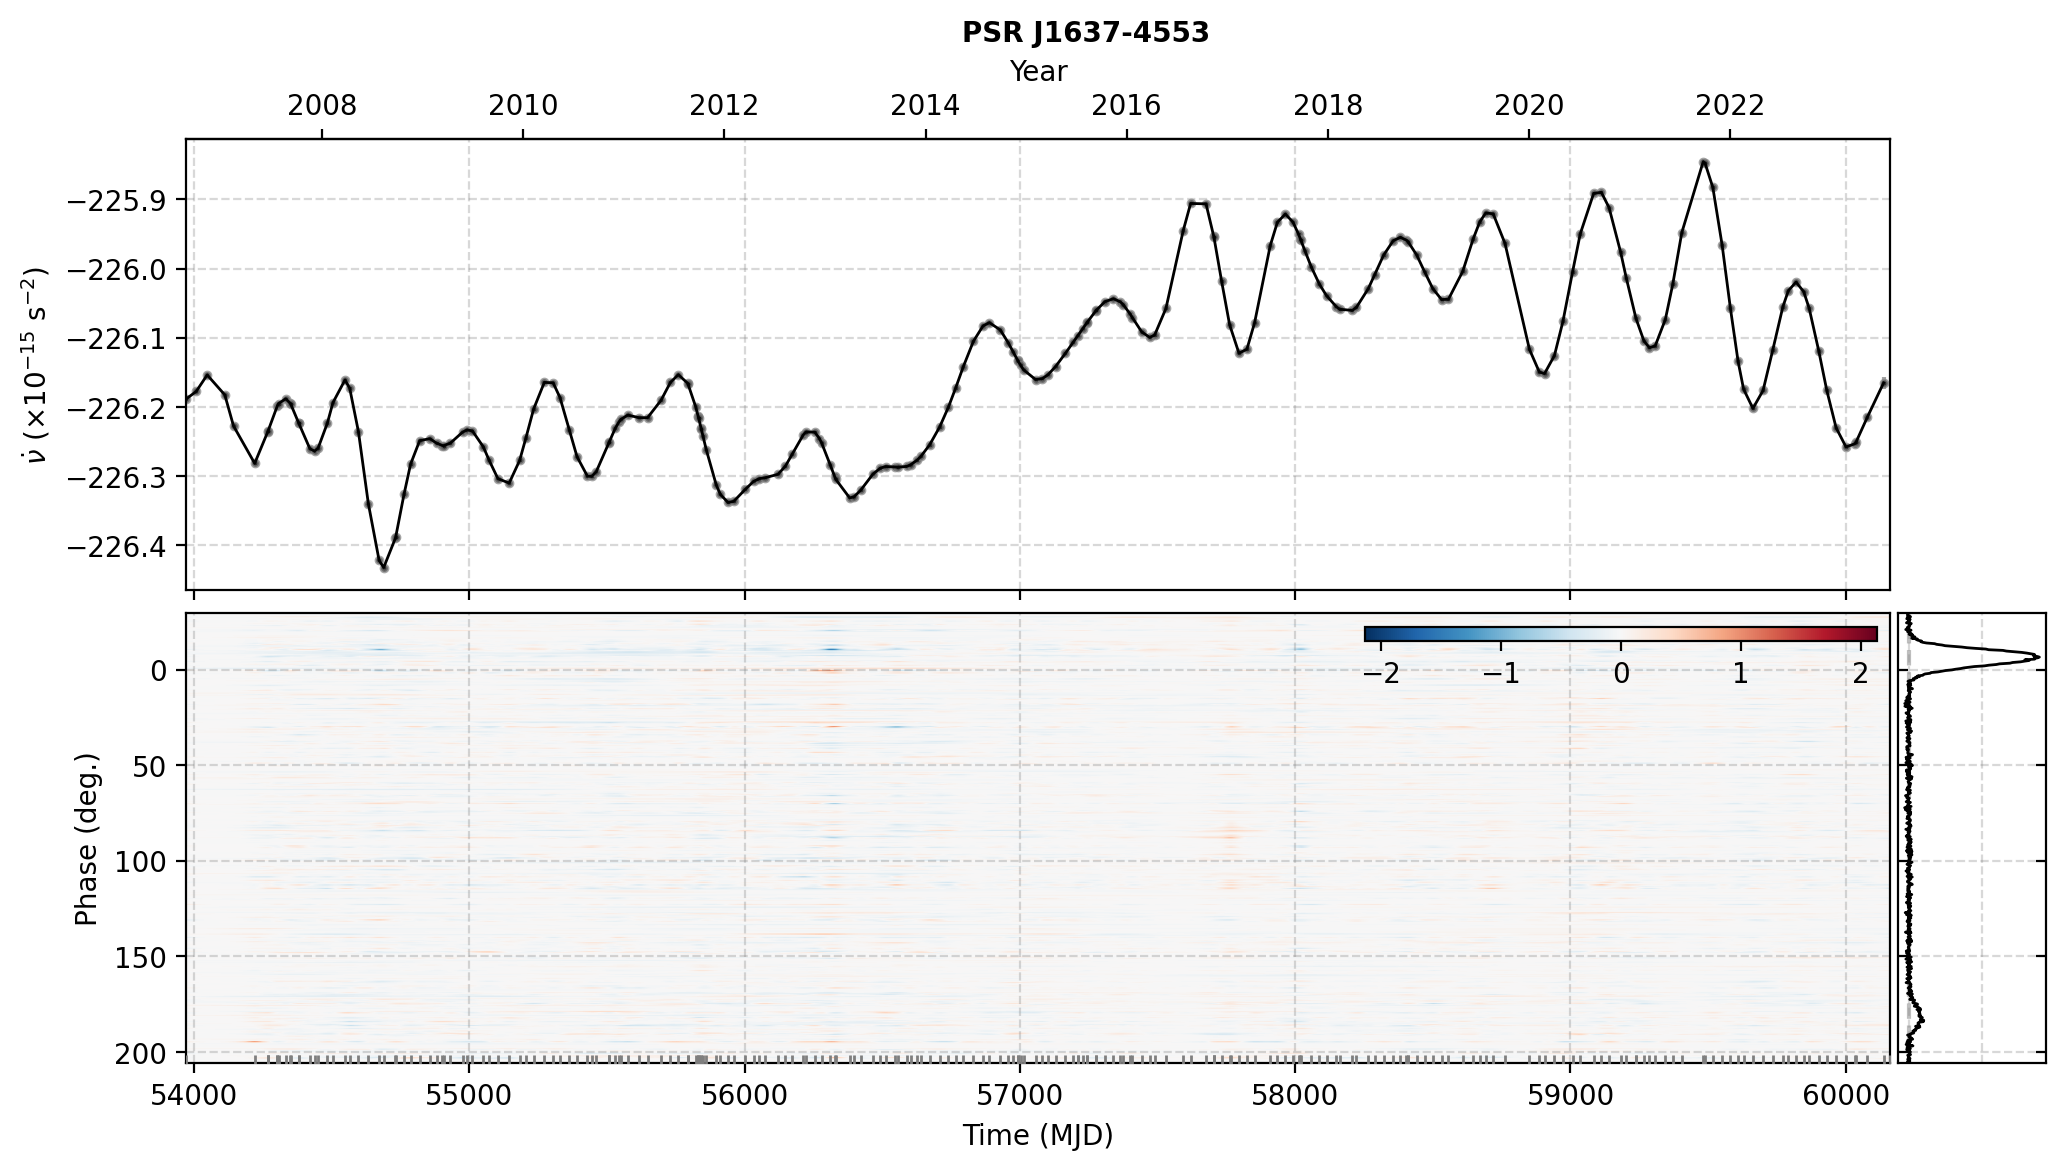 PSR J1637-4553
Year
2008 2010 2012 2014 2016 2018 2020 2022
−225.9
−226.0
−226.1
−226.2
−226.3
−226.4
ν̇ (×10⁻¹⁵ s⁻²)
−2 −1 0 1 2
0
50
100
150
200
Phase (deg.)
54000 55000 56000 57000 58000 59000 60000
Time (MJD)